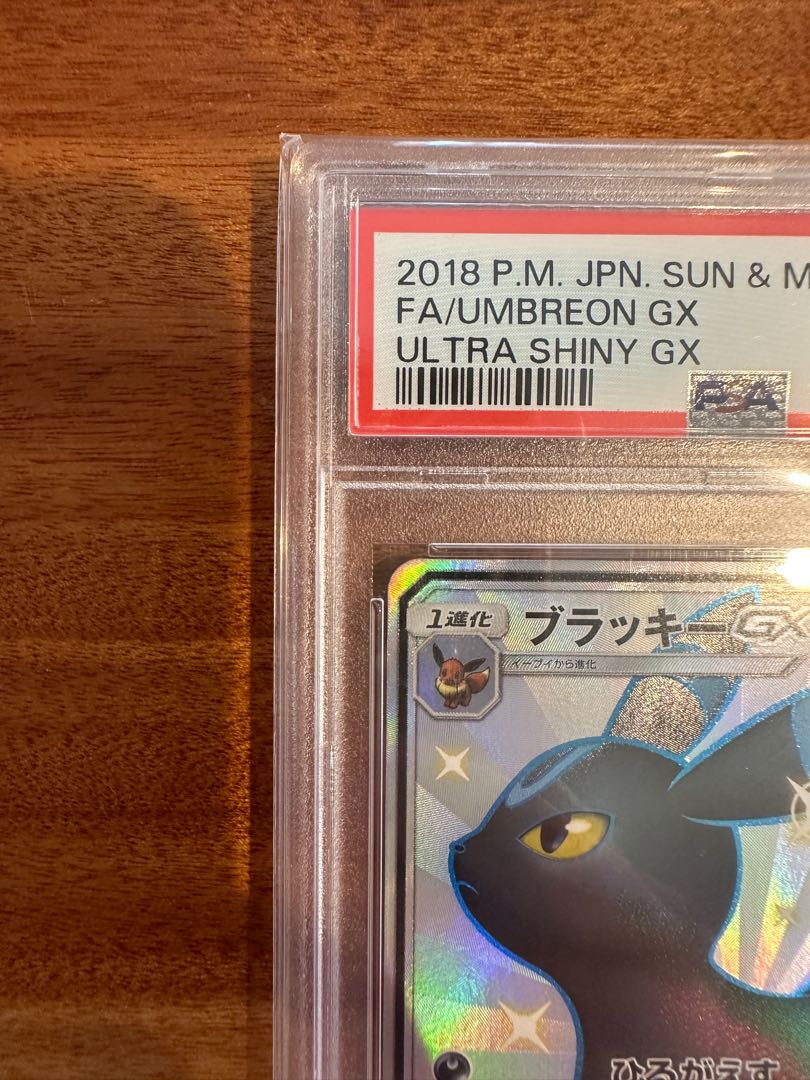 2018 P.M. JPN. SUN & M
FA/UMBREON GX
ULTRA SHINY GX
PSA
1進化
ブラッキーGX
イーブイから進化
ひるがえす